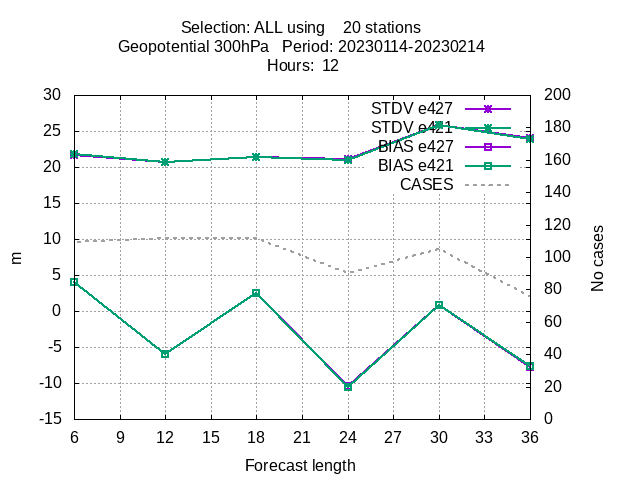 Selection: ALL using    20 stations
Geopotential 300hPa   Period: 20230114-20230214
Hours:  12
30
25
20
15
10
5
0
-5
-10
-15
m
STDV e427
STDV e421
BIAS e427
BIAS e421
CASES
200
180
160
140
120
100
80
60
40
20
0
No cases
6 9 12 15 18 21 24 27 30 33 36
Forecast length